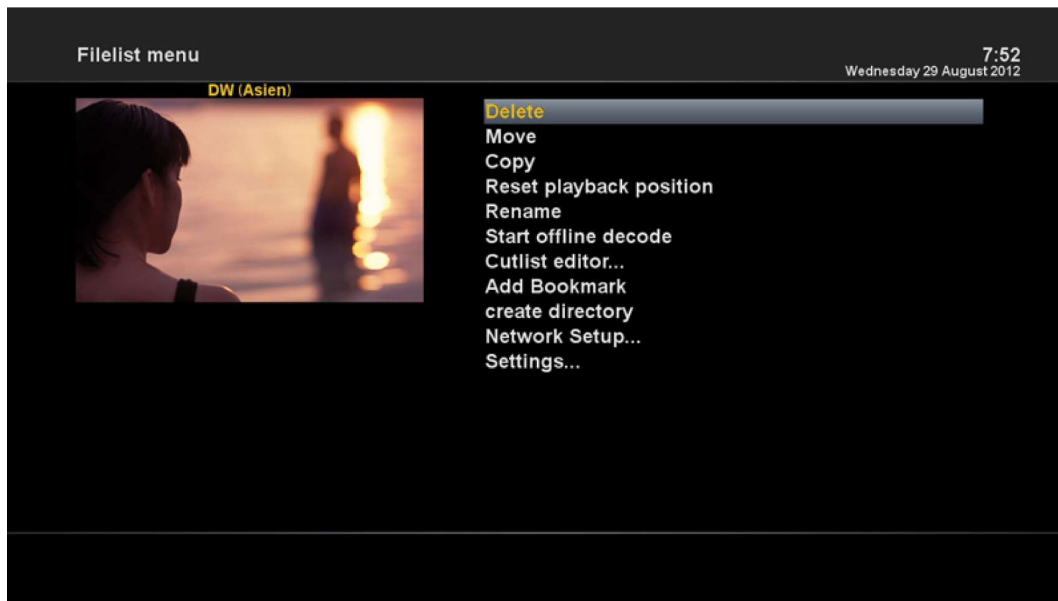 Filelist menu
7:52
Wednesday 29 August 2012
DW (Asien)
Delete
Move
Copy
Reset playback position
Rename
Start offline decode
Cutlist editor...
Add Bookmark
create directory
Network Setup...
Settings...